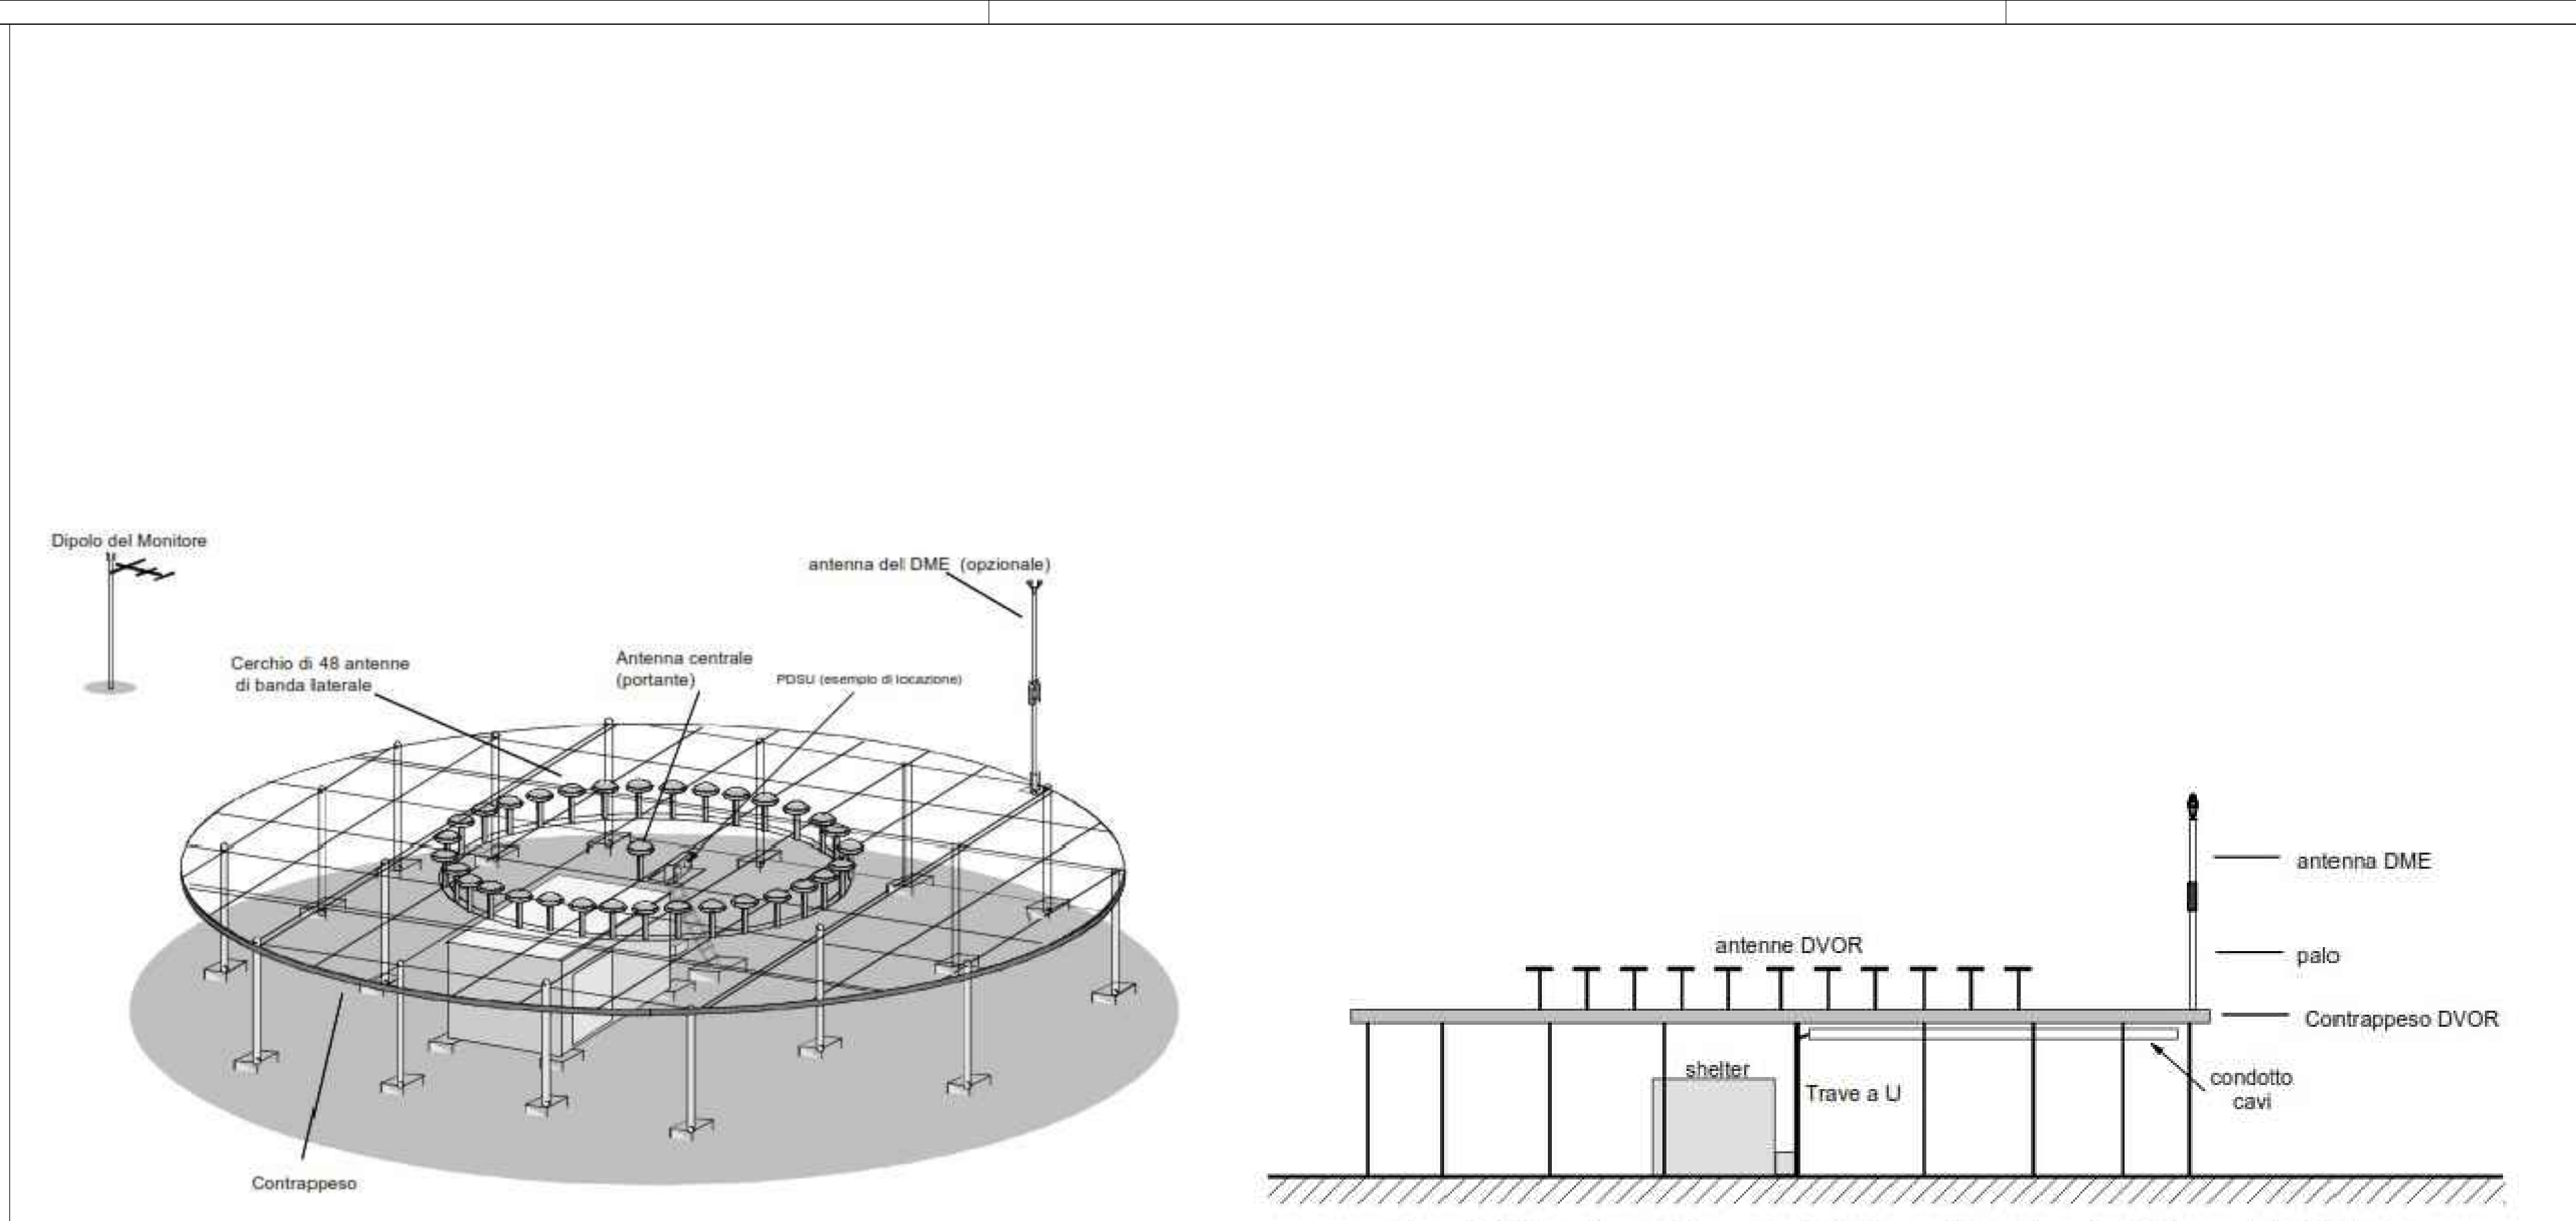 Dipolo del Monitore
antenna del DME (opzionale)
Cerchio di 48 antenne
di banda laterale
Antenna centrale
(portante)
PDSU (esempio di locazione)
Contrappeso
antenna DME
antenne DVOR
palo
Contrappeso DVOR
shelter
Trave a U
condotto
cavi